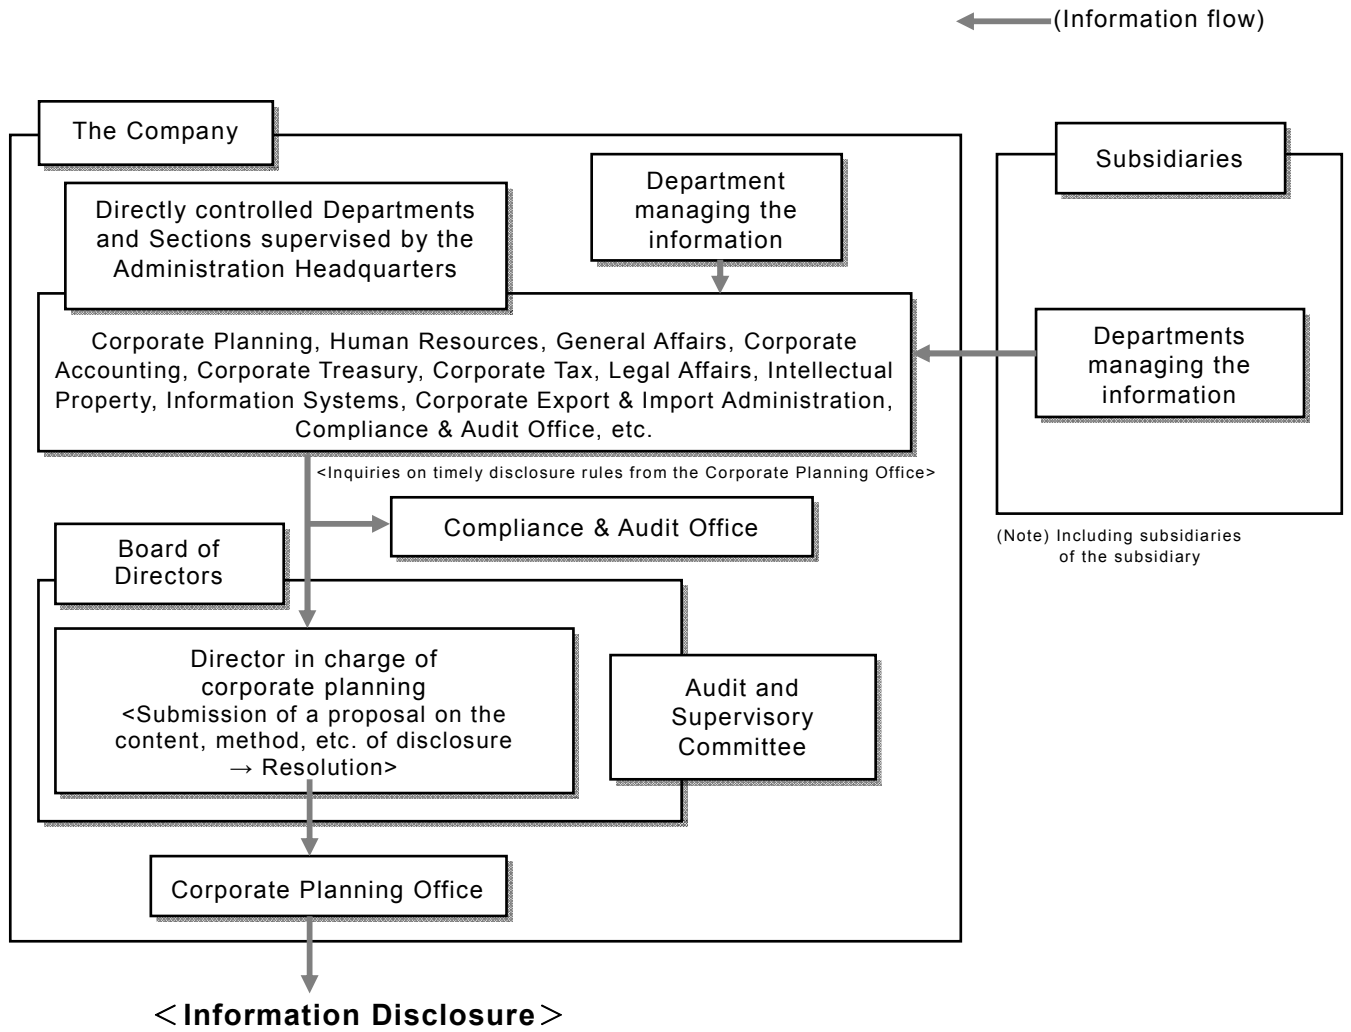 (Information flow)
The Company
Subsidiaries
Directly controlled Departments
and Sections supervised by the
Administration Headquarters
Department
managing the
information
Corporate Planning, Human Resources, General Affairs, Corporate
Accounting, Corporate Treasury, Corporate Tax, Legal Affairs, Intellectual
Property, Information Systems, Corporate Export & Import Administration,
Compliance & Audit Office, etc.
Departments
managing the
information
<Inquiries on timely disclosure rules from the Corporate Planning Office>
Compliance & Audit Office
(Note) Including subsidiaries
of the subsidiary
Board of
Directors
Director in charge of
corporate planning
<Submission of a proposal on the
content, method, etc. of disclosure
→ Resolution>
Audit and
Supervisory
Committee
Corporate Planning Office
＜Information Disclosure＞